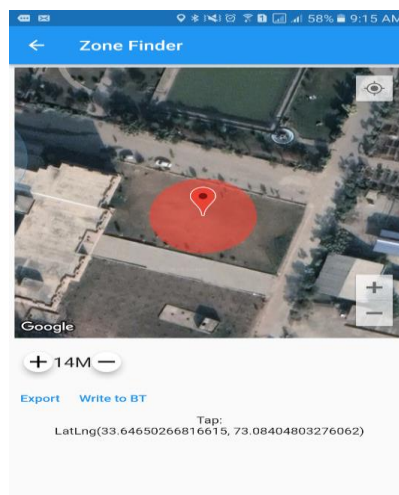 58% 9:15 AM
Zone Finder
Google
+ 14M −
Export Write to BT
Tap:
LatLng(33.64650266816615, 73.08404803276062)